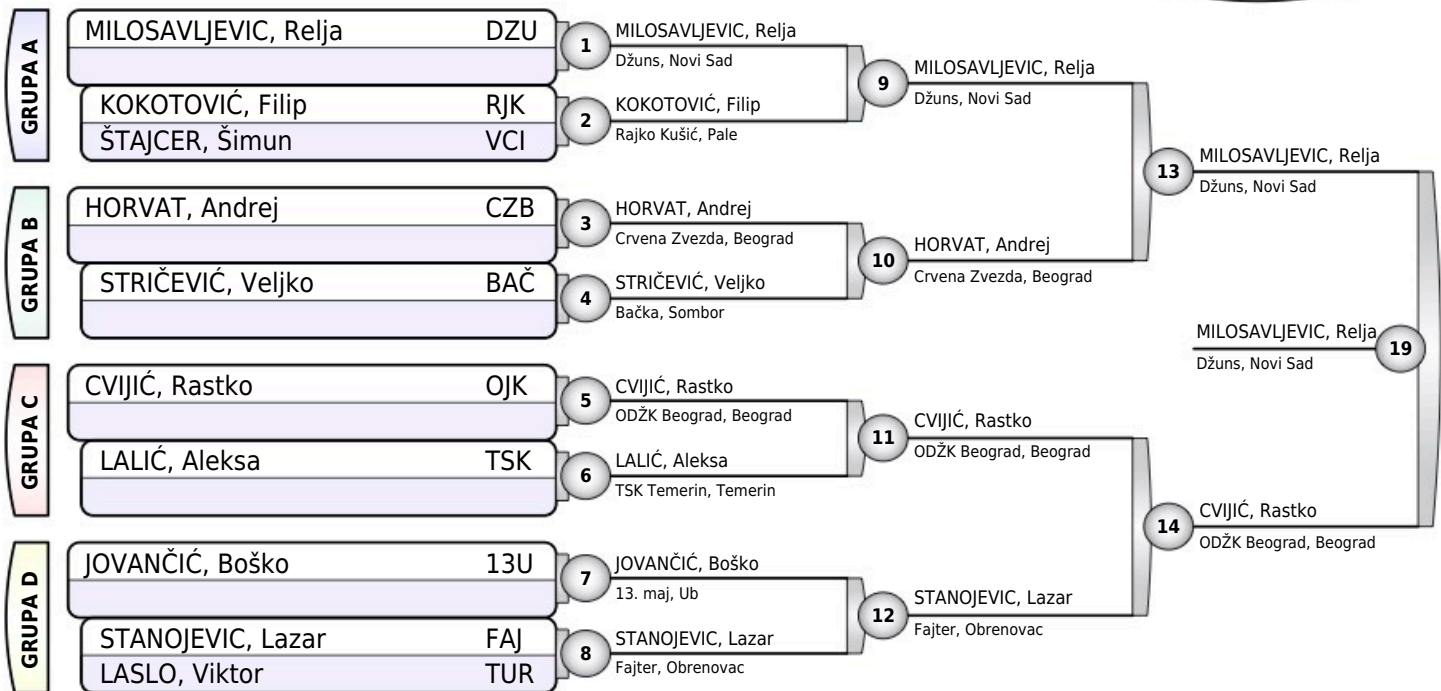 GRUPA A
MILOSAVLJEVIC, Relja DZU
KOKOTOVIĆ, Filip RJK
ŠTAJCER, Šimun VCI
GRUPA B
HORVAT, Andrej CZB
STRIČEVIĆ, Veljko BAČ
GRUPA C
CVIJIĆ, Rastko OJK
LALIĆ, Aleksa TSK
GRUPA D
JOVANČIĆ, Boško 13U
STANOJEVIC, Lazar FAJ
LASLO, Viktor TUR
1 MILOSAVLJEVIC, Relja
Džuns, Novi Sad
2 KOKOTOVIĆ, Filip
Rajko Kušić, Pale
3 HORVAT, Andrej
Crvena Zvezda, Beograd
4 STRIČEVIĆ, Veljko
Bačka, Sombor
5 CVIJIĆ, Rastko
ODŽK Beograd, Beograd
6 LALIĆ, Aleksa
TSK Temerin, Temerin
7 JOVANČIĆ, Boško
13. maj, Ub
8 STANOJEVIC, Lazar
Fajter, Obrenovac
9 MILOSAVLJEVIC, Relja
Džuns, Novi Sad
10 HORVAT, Andrej
Crvena Zvezda, Beograd
11 CVIJIĆ, Rastko
ODŽK Beograd, Beograd
12 STANOJEVIC, Lazar
Fajter, Obrenovac
13 MILOSAVLJEVIC, Relja
Džuns, Novi Sad
14 CVIJIĆ, Rastko
ODŽK Beograd, Beograd
MILOSAVLJEVIC, Relja 19
Džuns, Novi Sad